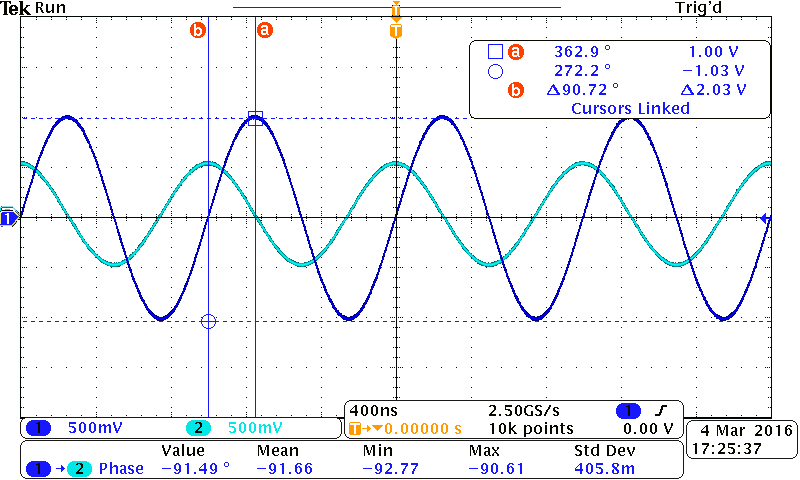 Tek Run Trig'd
b a T
T
a 362.9 ° 1.00 V
272.2 ° −1.03 V
b Δ90.72 ° Δ2.03 V
Cursors Linked
1
1 500mV 2 500mV
400ns 2.50GS/s 1
T→▼0.00000 s 10k points 0.00 V
4 Mar 2016
17:25:37
Value Mean Min Max Std Dev
1 → 2 Phase −91.49 ° −91.66 −92.77 −90.61 405.8m